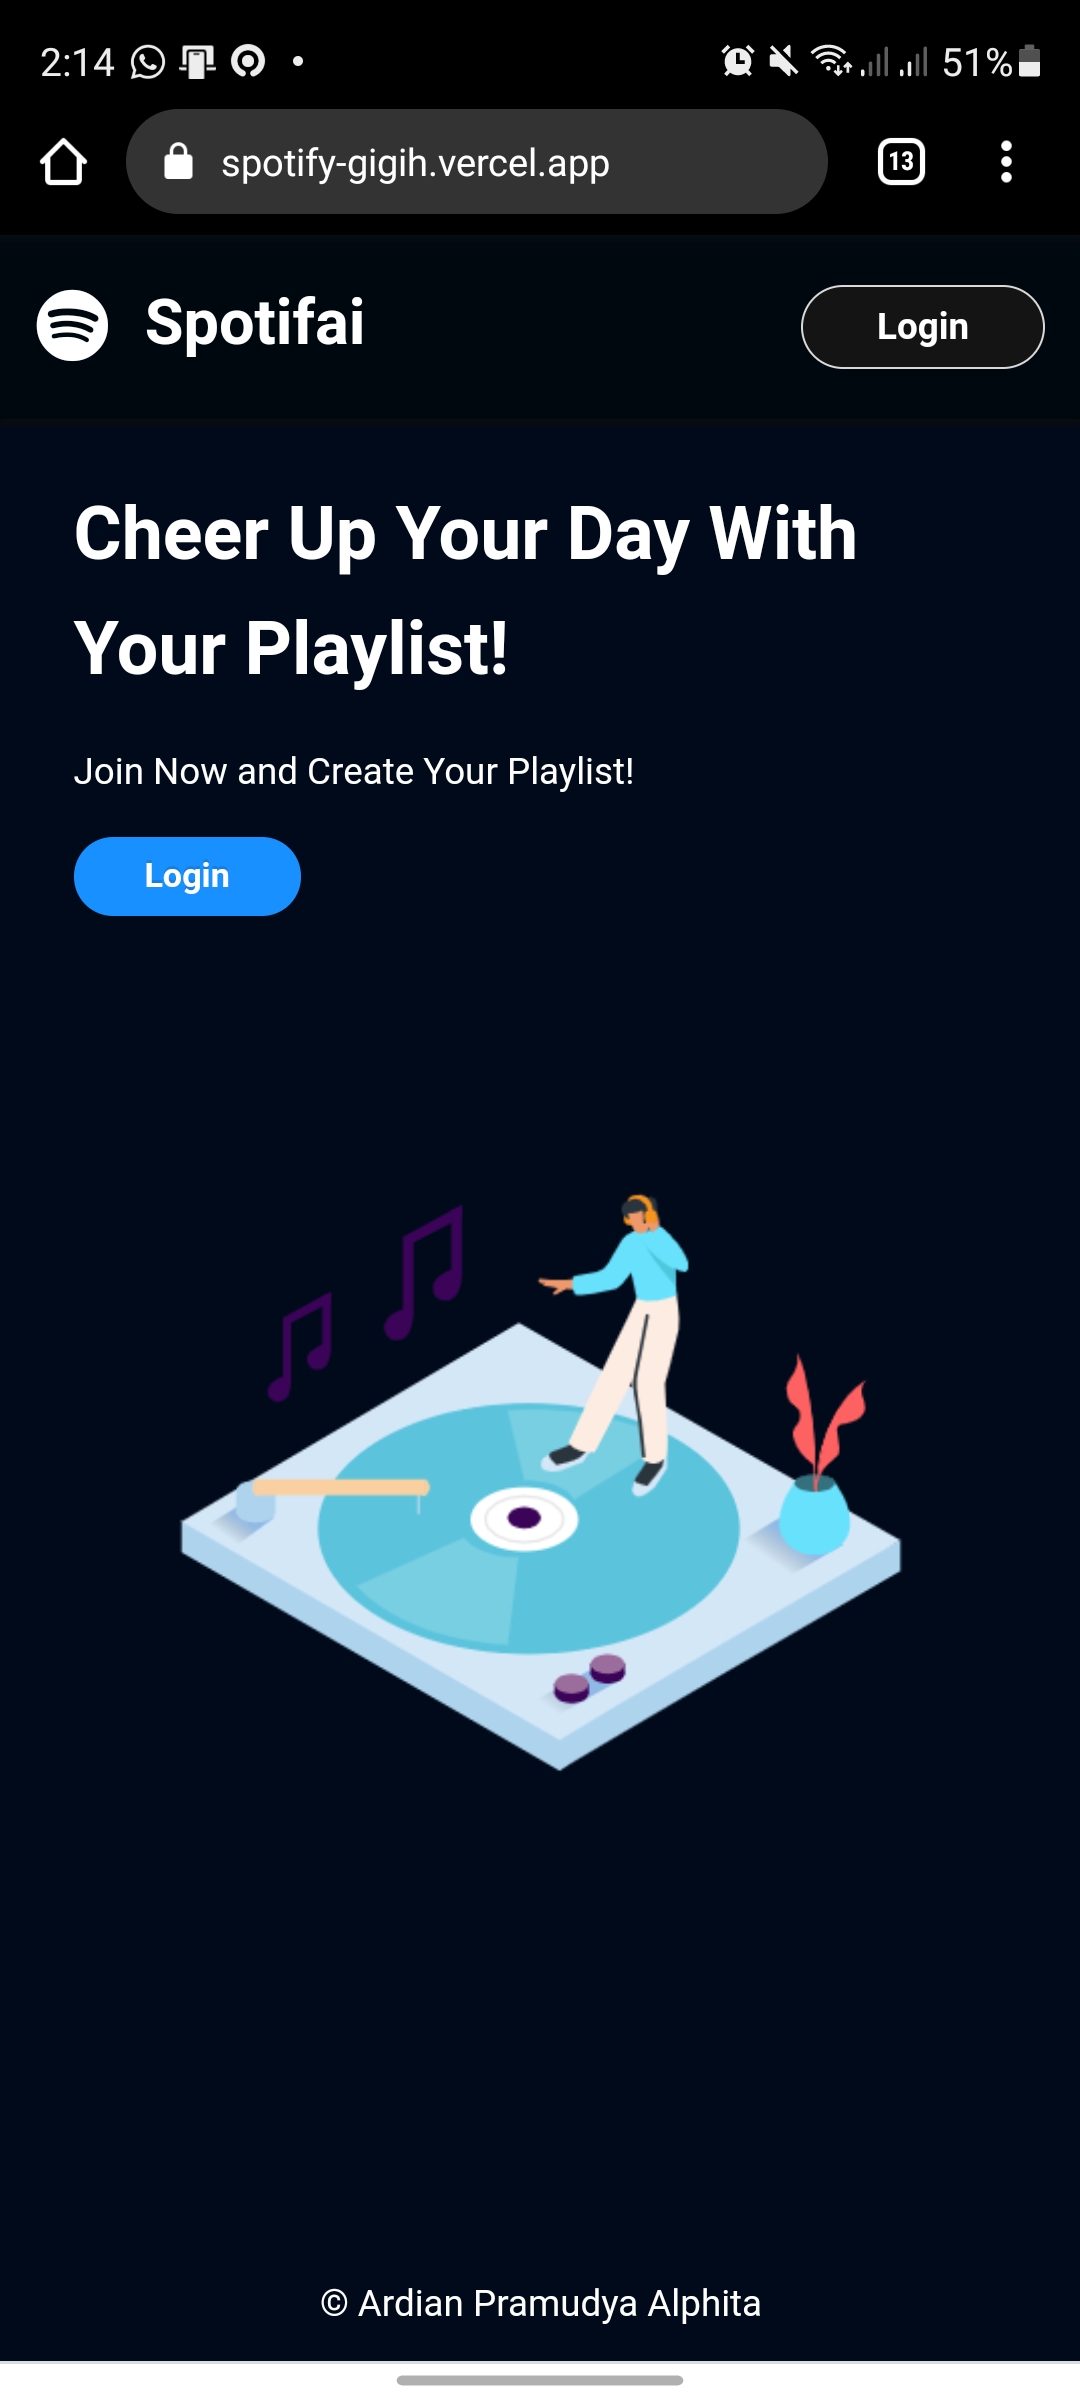 2:14
51%
spotify-gigih.vercel.app
13
Spotifai
Login
Cheer Up Your Day With
Your Playlist!
Join Now and Create Your Playlist!
Login
© Ardian Pramudya Alphita